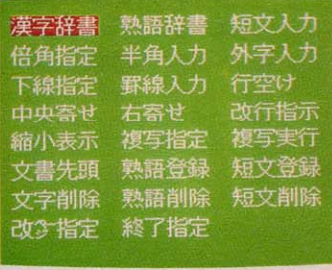 漢字辞書 熟語辞書 短文入力
倍角指定 半角入力 外字入力
下線指定 罫線入力 行空け
中央寄せ 右寄せ 改行指示
縮小表示 複写指定 複写実行
文書先頭 熟語登録 短文登録
文字削除 熟語削除 短文削除
改指定 終了指定